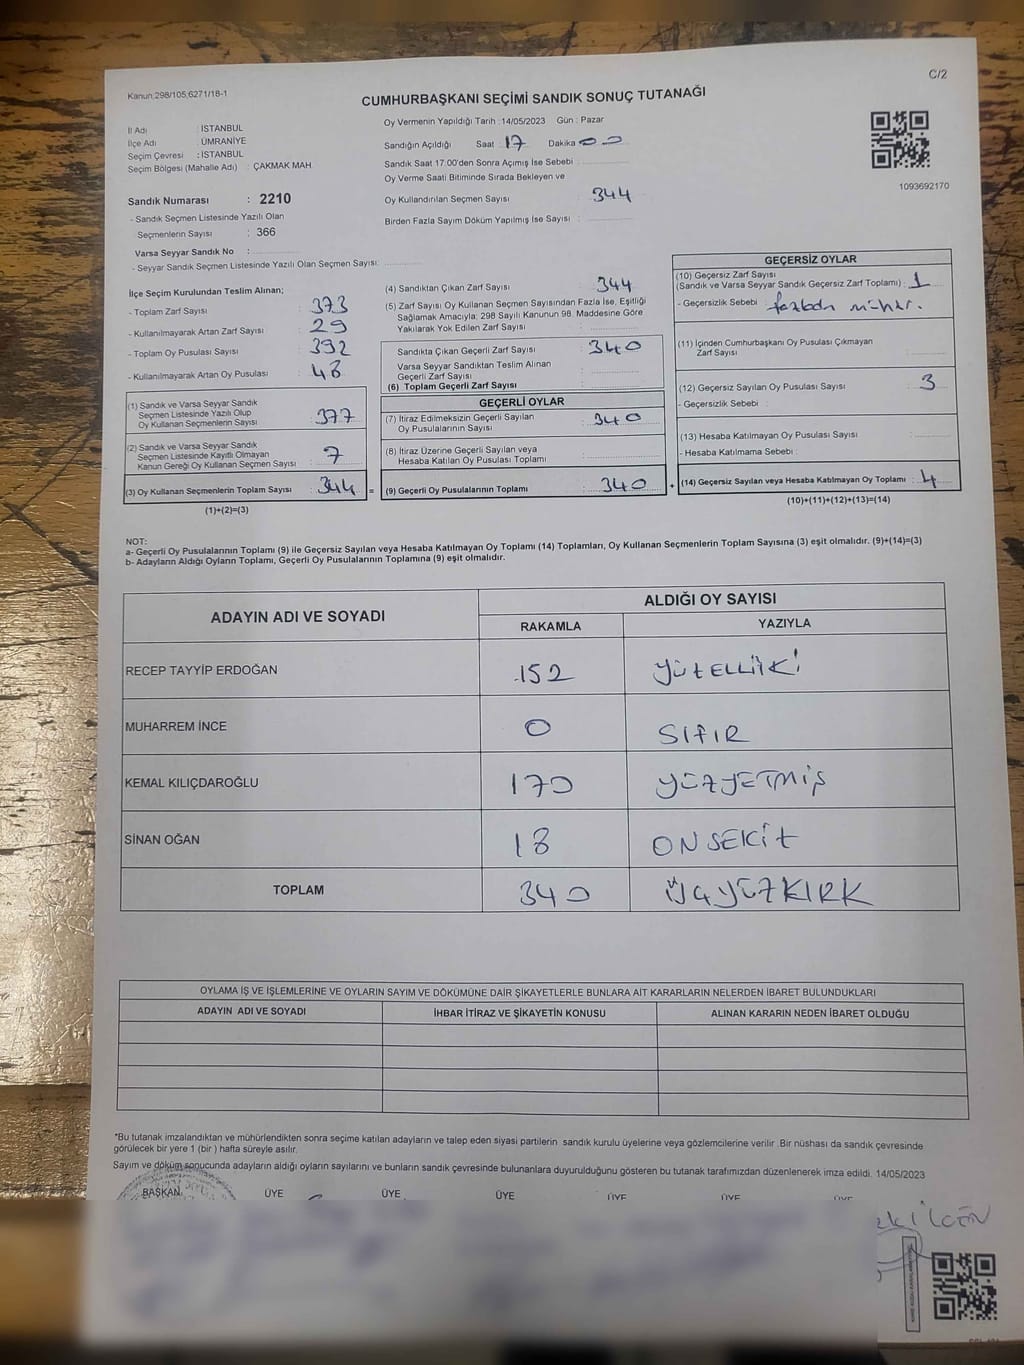 C/2
Kanun;298/105,6271/18-1
CUMHURBAŞKANI SEÇİMİ SANDIK SONUÇ TUTANAĞI
İl Adı : İSTANBUL
İlçe Adı : ÜMRANİYE
Seçim Çevresi : İSTANBUL
Seçim Bölgesi (Mahalle Adı) : ÇAKMAK MAH
Sandık Numarası : 2210
- Sandık Seçmen Listesinde Yazılı Olan
Seçmenlerin Sayısı : 366
Varsa Seyyar Sandık No :
- Seyyar Sandık Seçmen Listesinde Yazılı Olan Seçmen Sayısı:
Oy Vermenin Yapıldığı Tarih : 14/05/2023 Gün : Pazar
Sandığın Açıldığı Saat 17 Dakika 00
Sandık Saat 17:00'den Sonra Açımış İse Sebebi :
Oy Verme Saati Bitiminde Sırada Bekleyen ve
Oy Kullandırılan Seçmen Sayısı : 344
Birden Fazla Sayım Döküm Yapılmış İse Sayısı :
1093692170
İlçe Seçim Kurulundan Teslim Alınan;
- Toplam Zarf Sayısı : 373
- Kullanılmayarak Artan Zarf Sayısı : 29
- Toplam Oy Pusulası Sayısı : 392
- Kullanılmayarak Artan Oy Pusulası : 48
(1) Sandık ve Varsa Seyyar Sandık
Seçmen Listesinde Yazılı Olup
Oy Kullanan Seçmenlerin Sayısı : 377
(2) Sandık ve Varsa Seyyar Sandık
Seçmen Listesinde Kayıtlı Olmayan
Kanun Gereği Oy Kullanan Seçmen Sayısı : 7
(3) Oy Kullanan Seçmenlerin Toplam Sayısı : 344 =
(1)+(2)=(3)
(4) Sandıktan Çıkan Zarf Sayısı : 344
(5) Zarf Sayısı Oy Kullanan Seçmen Sayısından Fazla İse, Eşitliği
Sağlamak Amacıyla; 298 Sayılı Kanunun 98. Maddesine Göre
Yakılarak Yok Edilen Zarf Sayısı :
Sandıkta Çıkan Geçerli Zarf Sayısı : 340
Varsa Seyyar Sandıktan Teslim Alınan
Geçerli Zarf Sayısı :
(6) Toplam Geçerli Zarf Sayısı :
GEÇERLİ OYLAR
(7) İtiraz Edilmeksizin Geçerli Sayılan
Oy Pusulalarının Sayısı : 340
(8) İtiraz Üzerine Geçerli Sayılan veya
Hesaba Katılan Oy Pusulası Toplamı :
(9) Geçerli Oy Pusulalarının Toplamı : 340 +
GEÇERSİZ OYLAR
(10) Geçersiz Zarf Sayısı
(Sandık ve Varsa Seyyar Sandık Geçersiz Zarf Toplamı) : 1
- Geçersizlik Sebebi : fazladan mühür.
(11) İçinden Cumhurbaşkanı Oy Pusulası Çıkmayan
Zarf Sayısı :
(12) Geçersiz Sayılan Oy Pusulası Sayısı : 3
- Geçersizlik Sebebi :
(13) Hesaba Katılmayan Oy Pusulası Sayısı :
- Hesaba Katılmama Sebebi :
(14) Geçersiz Sayılan veya Hesaba Katılmayan Oy Toplamı : 4
(10)+(11)+(12)+(13)=(14)
NOT:
a- Geçerli Oy Pusulalarının Toplamı (9) ile Geçersiz Sayılan veya Hesaba Katılmayan Oy Toplamı (14) Toplamları, Oy Kullanan Seçmenlerin Toplam Sayısına (3) eşit olmalıdır. (9)+(14)=(3)
b- Adayların Aldığı Oyların Toplamı, Geçerli Oy Pusulalarının Toplamına (9) eşit olmalıdır.
ADAYIN ADI VE SOYADI ALDIĞI OY SAYISI
RAKAMLA YAZIYLA
RECEP TAYYİP ERDOĞAN 152 YÜZELLİİKİ
MUHARREM İNCE 0 SIFIR
KEMAL KILIÇDAROĞLU 170 YÜZYETMİŞ
SİNAN OĞAN 18 ONSEKİZ
TOPLAM 340 ÜÇYÜZKIRK
OYLAMA İŞ VE İŞLEMLERİNE VE OYLARIN SAYIM VE DÖKÜMÜNE DAİR ŞİKAYETLERLE BUNLARA AİT KARARLARIN NELERDEN İBARET BULUNDUKLARI
ADAYIN ADI VE SOYADI İHBAR İTİRAZ VE ŞİKAYETİN KONUSU ALINAN KARARIN NEDEN İBARET OLDUĞU
*Bu tutanak imzalandıktan ve mühürlendikten sonra seçime katılan adayların ve talep eden siyasi partilerin sandık kurulu üyelerine veya gözlemcilerine verilir .Bir nüshası da sandık çevresinde
görülecek bir yere 1 (bir ) hafta süreyle asılır.
Sayım ve döküm sonucunda adayların aldığı oyların sayılarını ve bunların sandık çevresinde bulunanlara duyurulduğunu gösteren bu tutanak tarafımızdan düzenlenerek imza edildi. 14/05/2023
BAŞKAN ÜYE ÜYE ÜYE ÜYE ÜYE ÜYE